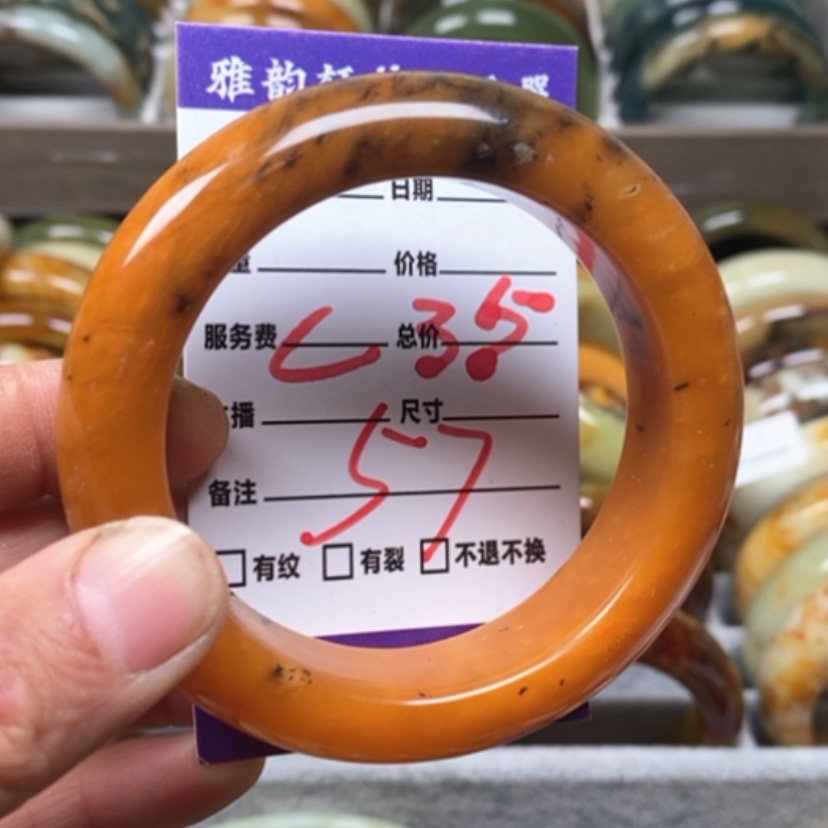 雅韵
日期
价格
服务费 总价
L 35
播 尺寸
57
备注
有纹 有裂 不退不换